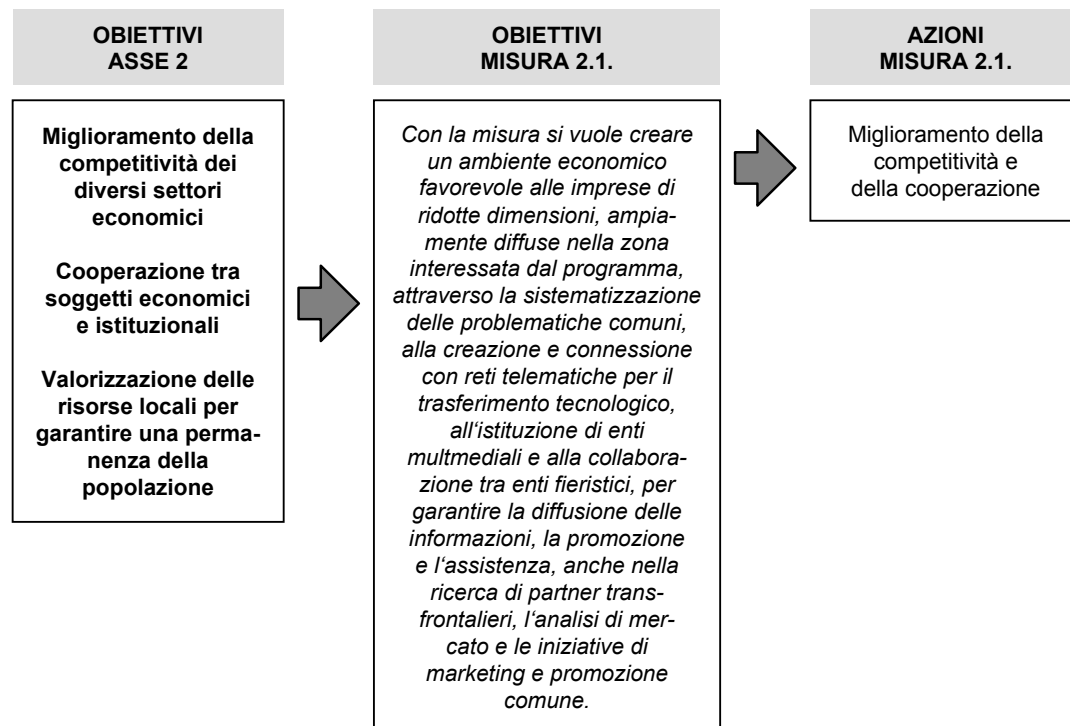 OBIETTIVI
ASSE 2
OBIETTIVI
MISURA 2.1.
AZIONI
MISURA 2.1.
Miglioramento della
competitività dei
diversi settori
economici
Cooperazione tra
soggetti economici
e istituzionali
Valorizzazione delle
risorse locali per
garantire una perma-
nenza della
popolazione
Con la misura si vuole creare
un ambiente economico
favorevole alle imprese di
ridotte dimensioni, ampia-
mente diffuse nella zona
interessata dal programma,
attraverso la sistematizzazione
delle problematiche comuni,
alla creazione e connessione
con reti telematiche per il
trasferimento tecnologico,
all‘istituzione di enti
multmediali e alla collabora-
zione tra enti fieristici, per
garantire la diffusione delle
informazioni, la promozione
e l‘assistenza, anche nella
ricerca di partner trans-
frontalieri, l‘analisi di mer-
cato e le iniziative di
marketing e promozione
comune.
Miglioramento della
competitività e
della cooperazione